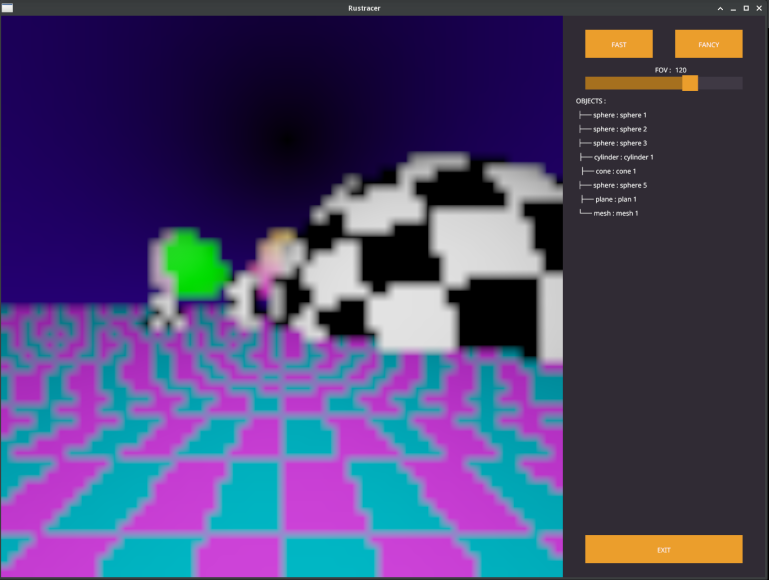 Rustracer
FAST
FANCY
FOV : 120
OBJECTS :
├── sphere : sphere 1
├── sphere : sphere 2
├── sphere : sphere 3
├── cylinder : cylinder 1
├── cone : cone 1
├── sphere : sphere 5
├── plane : plan 1
└── mesh : mesh 1
EXIT